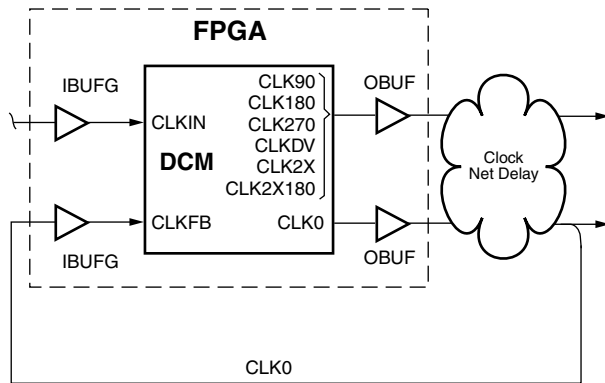 FPGA
IBUFG
CLKIN
DCM
CLK90
CLK180
CLK270
CLKDV
CLK2X
CLK2X180
OBUF
Clock
Net Delay
CLKFB
CLK0
IBUFG
OBUF
CLK0